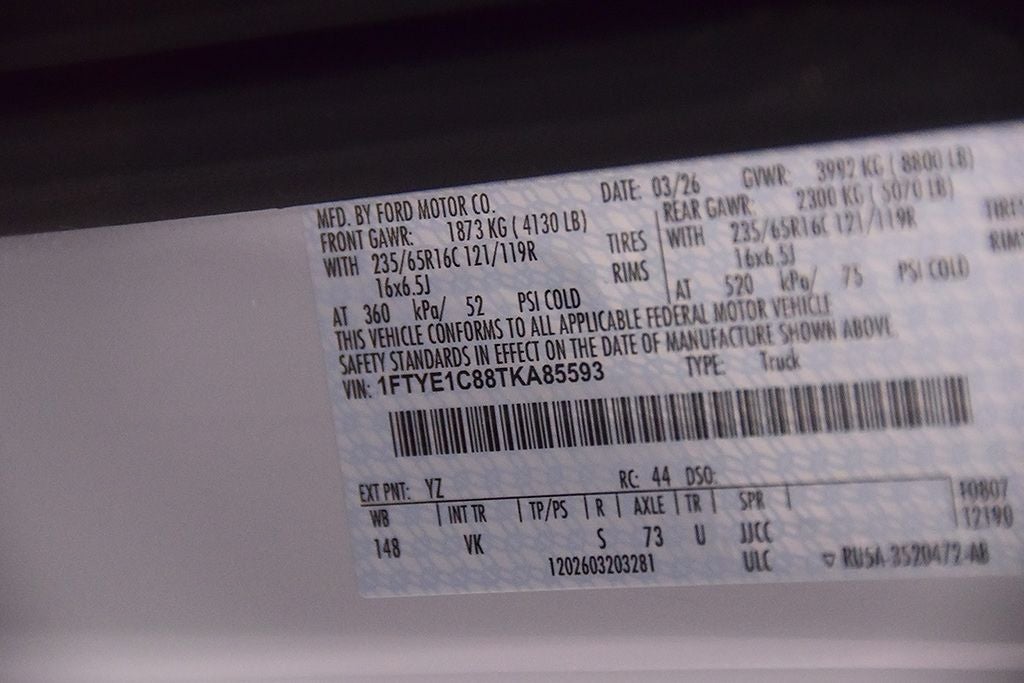 MFD. BY FORD MOTOR CO. DATE: 03/26 GVWR: 3992 KG ( 8800 LB)
FRONT GAWR: 1873 KG ( 4130 LB) REAR GAWR: 2300 KG ( 5070 LB)
WITH 235/65R16C 121/119R TIRES WITH 235/65R16C 121/119R
16x6.5J RIMS 16x6.5J
AT 360 kPa/ 52 PSI COLD AT 520 kPa/ 75 PSI COLD
THIS VEHICLE CONFORMS TO ALL APPLICABLE FEDERAL MOTOR VEHICLE
SAFETY STANDARDS IN EFFECT ON THE DATE OF MANUFACTURE SHOWN ABOVE
VIN: 1FTYE1C88TKA85593 TYPE: Truck
EXT PNT: YZ RC: 44 DSO:
WB INT TR TP/PS R AXLE TR SPR
148 VK S 73 U JJCC
1202603203281 ULC
12190